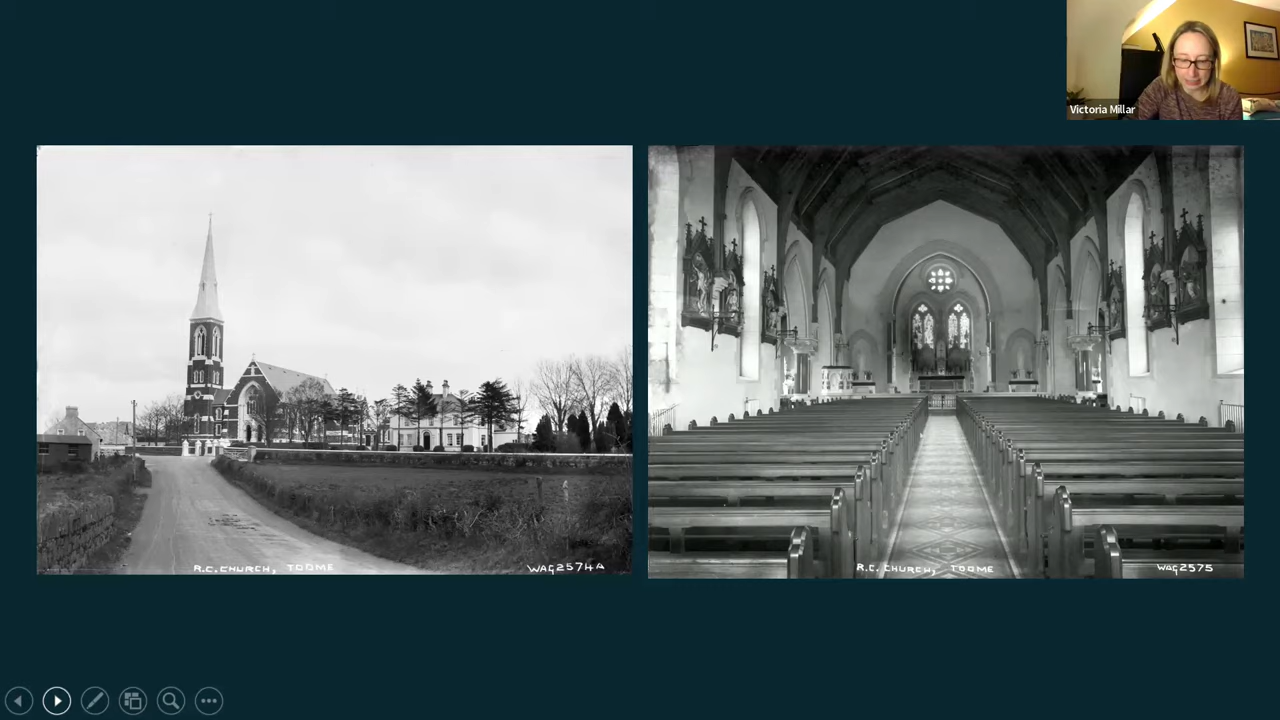 Victoria Millar
R.C. CHURCH, TOOME
WAG2574A
R.C. CHURCH, TOOME
WAG2575